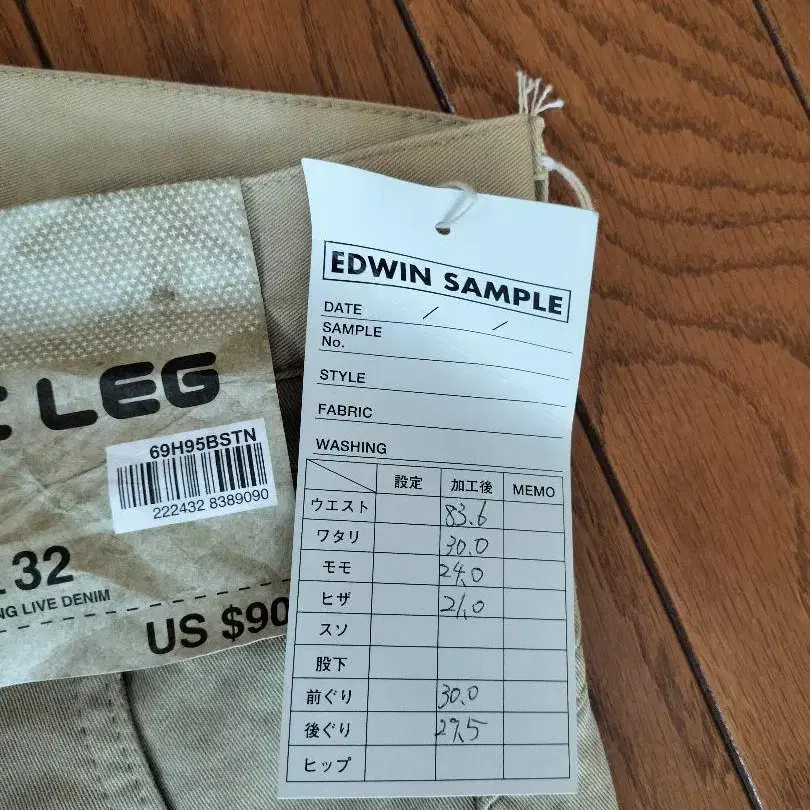 LEG
69H95BSTN
222432 8389090
32
LIVE DENIM
US $90
EDWIN SAMPLE
DATE / /
SAMPLE
No.
STYLE
FABRIC
WASHING
設定 加工後 MEMO
ウエスト 83.6
ワタリ 30.0
モモ 24.0
ヒザ 21.0
スソ
股下
前ぐり 30.0
後ぐり 29.5
ヒップ